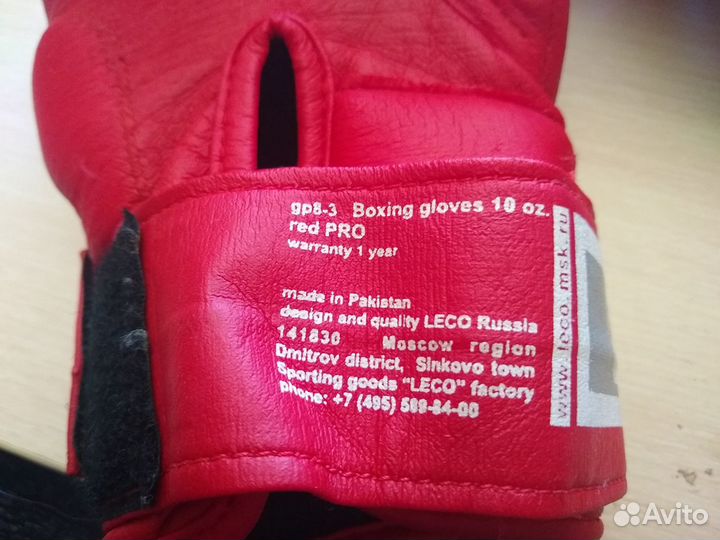 gp8-3 Boxing gloves 10 oz.
red PRO
warranty 1 year
made in Pakistan
design and quality LECO Russia
141830 Moscow region
Dmitrov district, Sinkovo town
Sporting goods "LECO" factory
phone: +7 (495) 589-84-00
www.leco.msk.ru
Avito